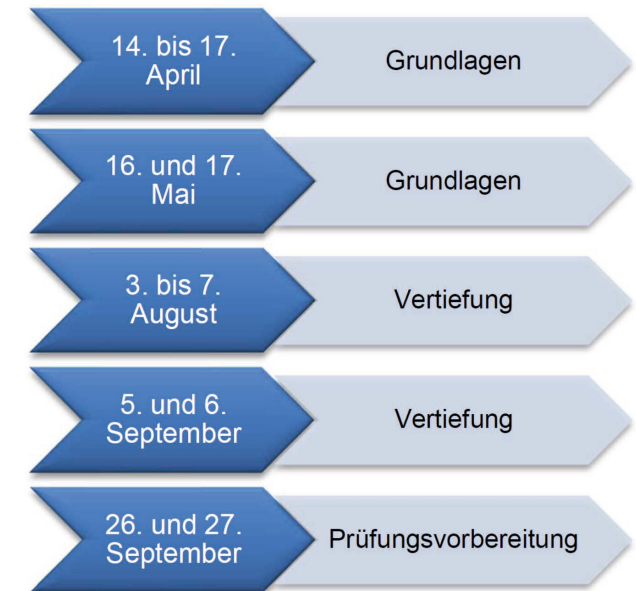 14. bis 17.
April
Grundlagen
16. und 17.
Mai
Grundlagen
3. bis 7.
August
Vertiefung
5. und 6.
September
Vertiefung
26. und 27.
September
Prüfungsvorbereitung